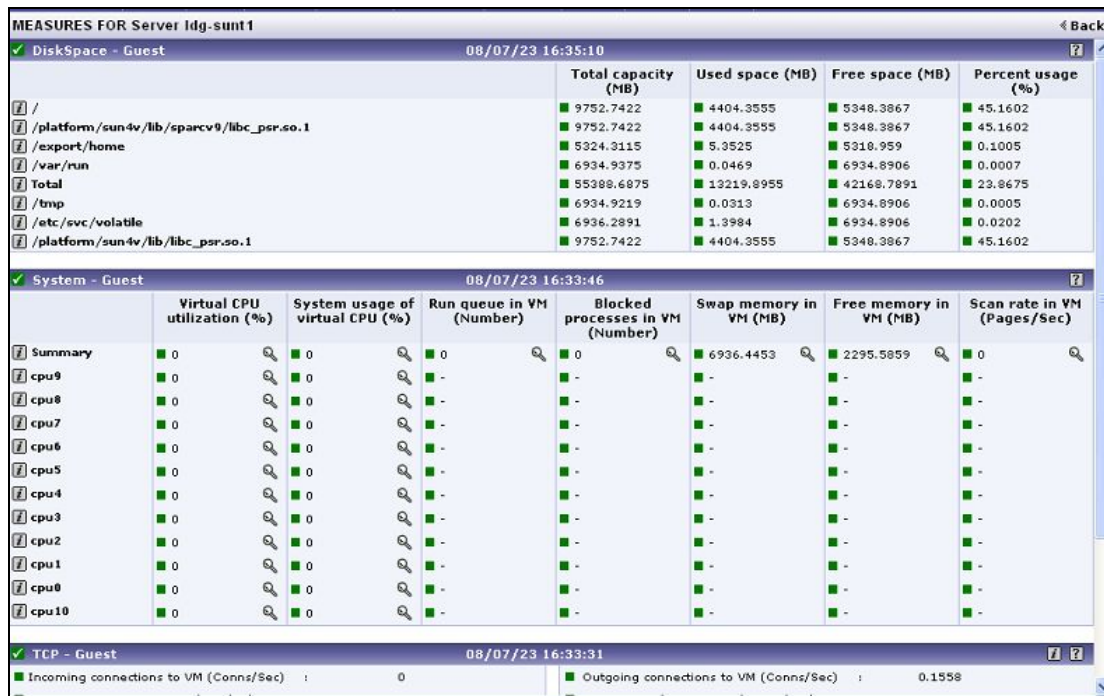 MEASURES FOR Server ldg-sunt1 Back
DiskSpace - Guest 08/07/23 16:35:10 ?
Total capacity (MB) Used space (MB) Free space (MB) Percent usage (%)
/ 9752.7422 4404.3555 5348.3867 45.1602
/platform/sun4v/lib/sparcv9/libc_psr.so.1 9752.7422 4404.3555 5348.3867 45.1602
/export/home 5324.3115 5.3525 5318.959 0.1005
/var/run 6934.9375 0.0469 6934.8906 0.0007
Total 55388.6875 13219.8955 42168.7891 23.8675
/tmp 6934.9219 0.0313 6934.8906 0.0005
/etc/svc/volatile 6936.2891 1.3984 6934.8906 0.0202
/platform/sun4v/lib/libc_psr.so.1 9752.7422 4404.3555 5348.3867 45.1602
System - Guest 08/07/23 16:33:46 ?
Virtual CPU utilization (%) System usage of virtual CPU (%) Run queue in VM (Number) Blocked processes in VM (Number) Swap memory in VM (MB) Free memory in VM (MB) Scan rate in VM (Pages/Sec)
Summary 0 0 0 0 6936.4453 2295.5859 0
cpu9 0 0 - - - - -
cpu8 0 0 - - - - -
cpu7 0 0 - - - - -
cpu6 0 0 - - - - -
cpu5 0 0 - - - - -
cpu4 0 0 - - - - -
cpu3 0 0 - - - - -
cpu2 0 0 - - - - -
cpu1 0 0 - - - - -
cpu0 0 0 - - - - -
cpu10 0 0 - - - - -
TCP - Guest 08/07/23 16:33:31 i ?
Incoming connections to VM (Conns/Sec) : 0 Outgoing connections to VM (Conns/Sec) : 0.1558